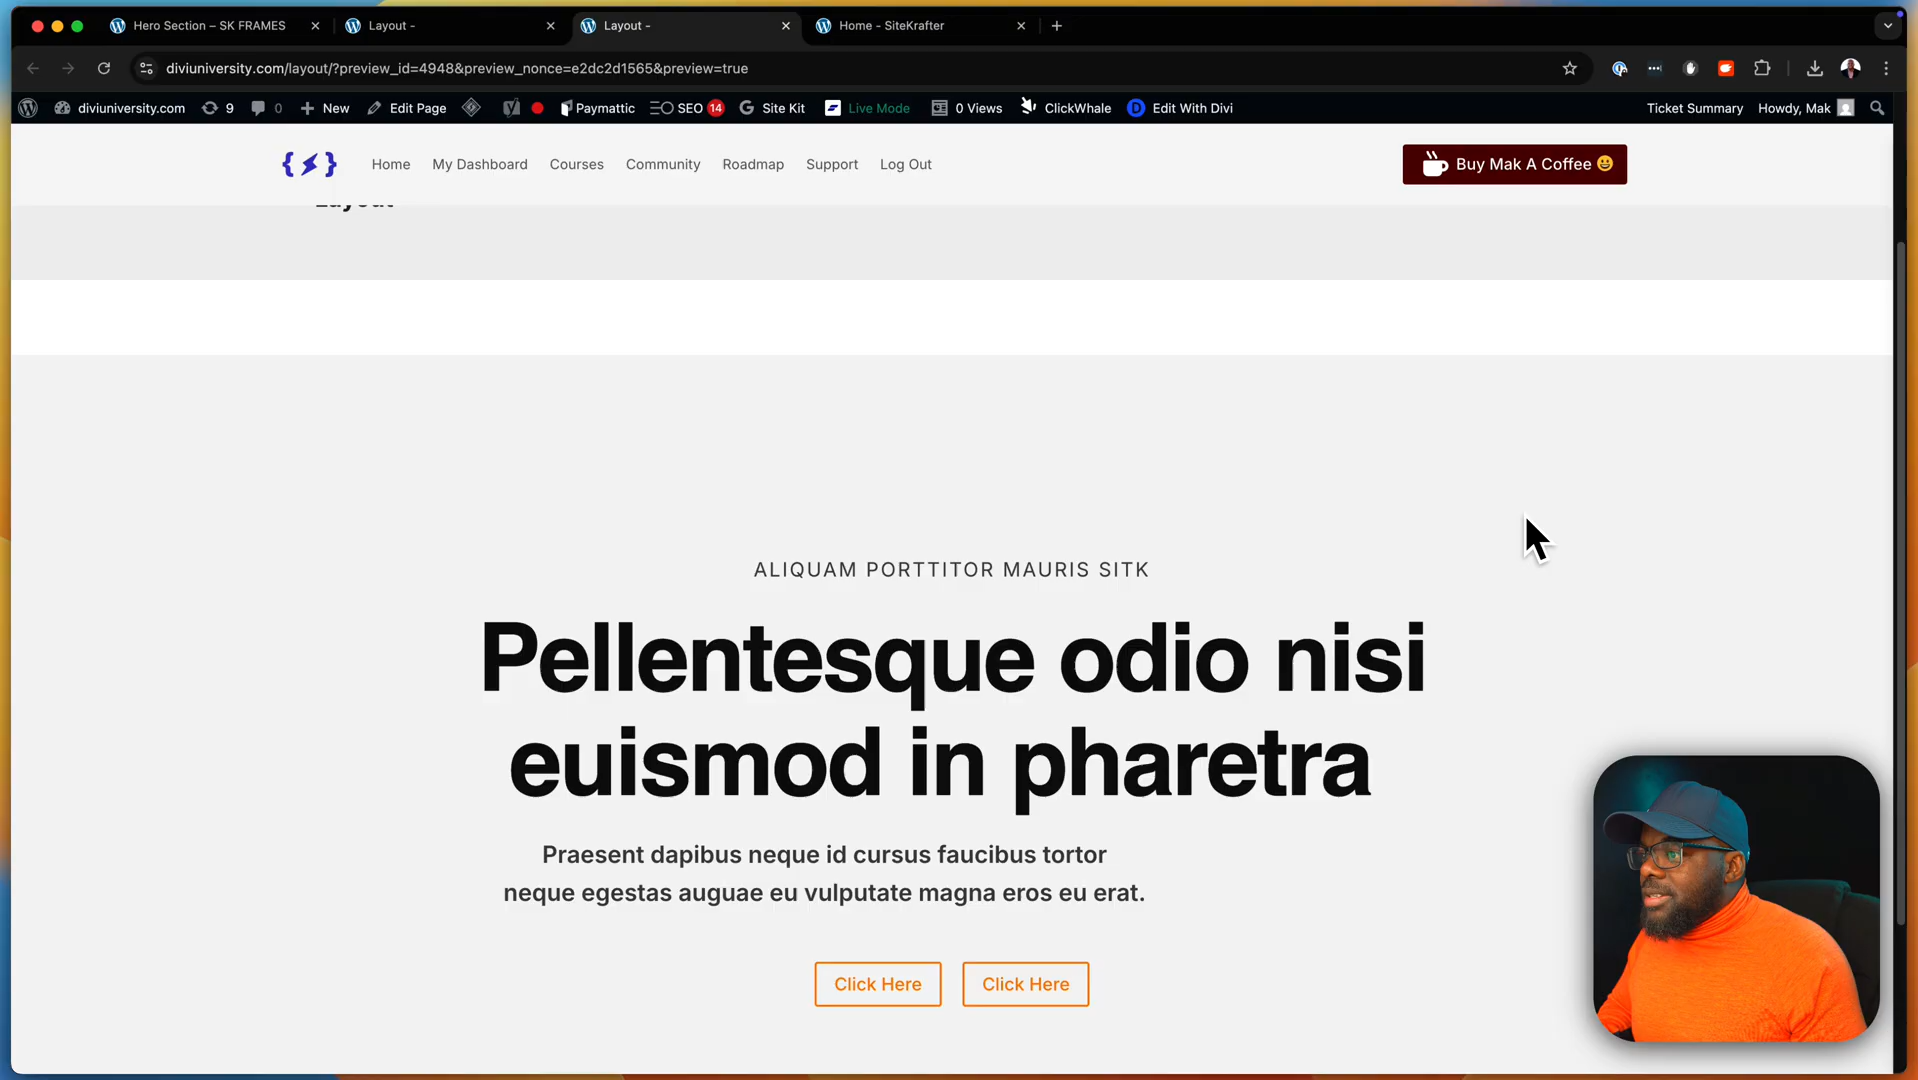 Hero Section – SK FRAMES
Layout -
Layout -
Home - SiteKrafter
diviuniversity.com/layout/?preview_id=4948&preview_nonce=e2dc2d1565&preview=true
diviuniversity.com 9 0 New Edit Page Paymattic SEO 14 Site Kit Live Mode 0 Views ClickWhale Edit With Divi Ticket Summary Howdy, Mak
Home My Dashboard Courses Community Roadmap Support Log Out Buy Mak A Coffee 😀
Layout
ALIQUAM PORTTITOR MAURIS SITK
Pellentesque odio nisi
euismod in pharetra
Praesent dapibus neque id cursus faucibus tortor
neque egestas auguae eu vulputate magna eros eu erat.
Click Here Click Here